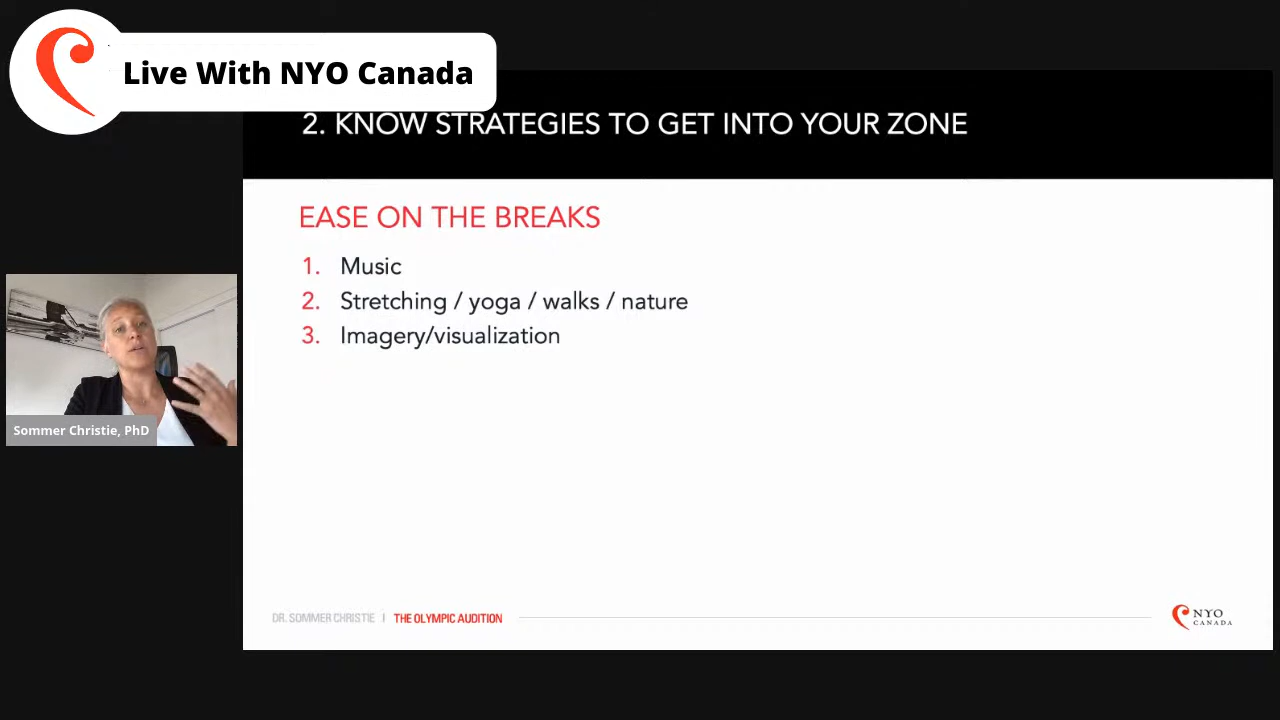 Live With NYO Canada
2. KNOW STRATEGIES TO GET INTO YOUR ZONE
EASE ON THE BREAKS
1. Music
2. Stretching / yoga / walks / nature
3. Imagery/visualization
Sommer Christie, PhD
DR. SOMMER CHRISTIE | THE OLYMPIC AUDITION
NYO
CANADA